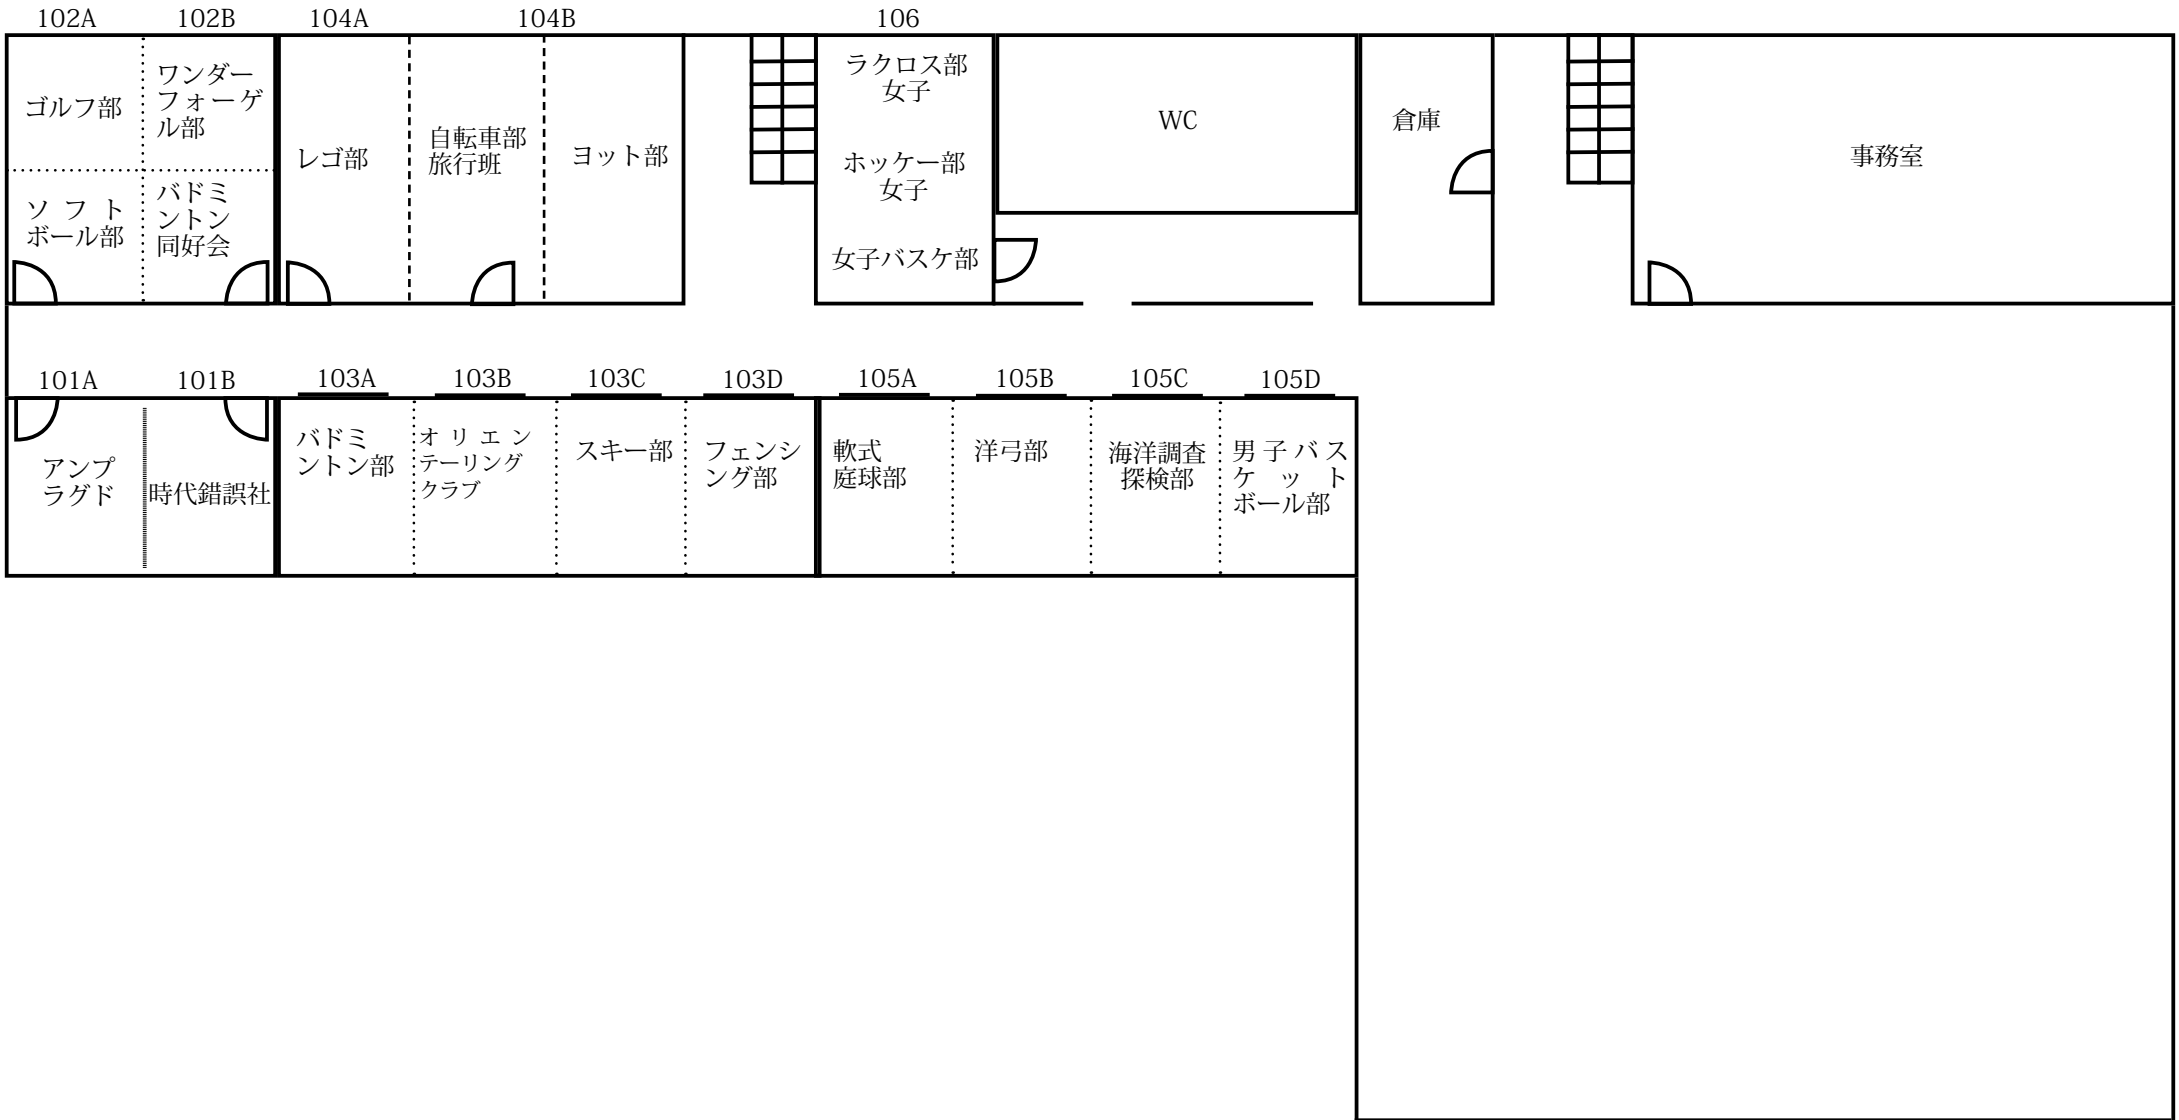 102A
102B
104A
104B
106
ゴルフ部
ワンダー
フォーゲ
ル部
ソフト
ボール部
バドミ
ントン
同好会
レゴ部
自転車部
旅行班
ヨット部
ラクロス部
女子
ホッケー部
女子
女子バスケ部
WC
倉庫
事務室
101A
101B
103A
103B
103C
103D
105A
105B
105C
105D
アンプ
ラグド
時代錯誤社
バドミ
ントン部
オリエン
テーリング
クラブ
スキー部
フェンシ
ング部
軟式
庭球部
洋弓部
海洋調査
探検部
男子バス
ケット
ボール部